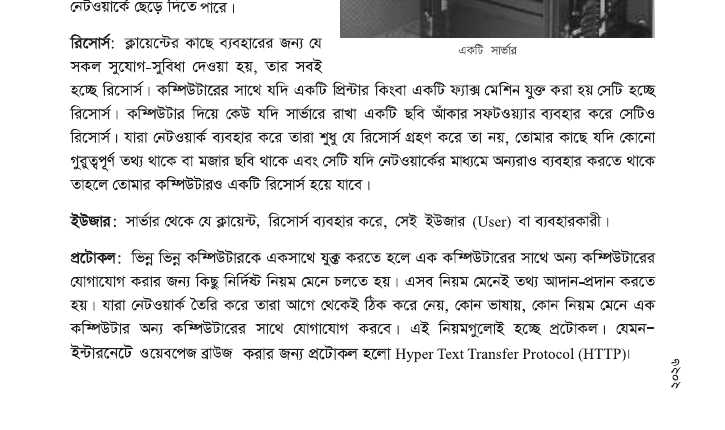 নেটওয়ার্কে ছেড়ে দিতে পারে।
একটি সার্ভার
রিসোর্স: ক্লায়েন্টের কাছে ব্যবহারের জন্য যে
সকল সুযোগ-সুবিধা দেওয়া হয়, তার সবই
হচ্ছে রিসোর্স। কম্পিউটারের সাথে যদি একটি প্রিন্টার কিংবা একটি ফ্যাক্স মেশিন যুক্ত করা হয় সেটি হচ্ছে
রিসোর্স। কম্পিউটার দিয়ে কেউ যদি সার্ভারে রাখা একটি ছবি আঁকার সফটওয়্যার ব্যবহার করে সেটিও
রিসোর্স। যারা নেটওয়ার্ক ব্যবহার করে তারা শুধু যে রিসোর্স গ্রহণ করে তা নয়, তোমার কাছে যদি কোনো
গুরুত্বপূর্ণ তথ্য থাকে বা মজার ছবি থাকে এবং সেটি যদি নেটওয়ার্কের মাধ্যমে অন্যরাও ব্যবহার করতে থাকে
তাহলে তোমার কম্পিউটারও একটি রিসোর্স হয়ে যাবে।
ইউজার: সার্ভার থেকে যে ক্লায়েন্ট, রিসোর্স ব্যবহার করে, সেই ইউজার (User) বা ব্যবহারকারী।
প্রটোকল: ভিন্ন ভিন্ন কম্পিউটারকে একসাথে যুক্ত করতে হলে এক কম্পিউটারের সাথে অন্য কম্পিউটারের
যোগাযোগ করার জন্য কিছু নির্দিষ্ট নিয়ম মেনে চলতে হয়। এসব নিয়ম মেনেই তথ্য আদান-প্রদান করতে
হয়। যারা নেটওয়ার্ক তৈরি করে তারা আগে থেকেই ঠিক করে নেয়, কোন ভাষায়, কোন নিয়ম মেনে এক
কম্পিউটার অন্য কম্পিউটারের সাথে যোগাযোগ করবে। এই নিয়মগুলোই হচ্ছে প্রটোকল। যেমন–
ইন্টারনেটে ওয়েবপেজ ব্রাউজ করার জন্য প্রটোকল হলো Hyper Text Transfer Protocol (HTTP)।
২০২৬